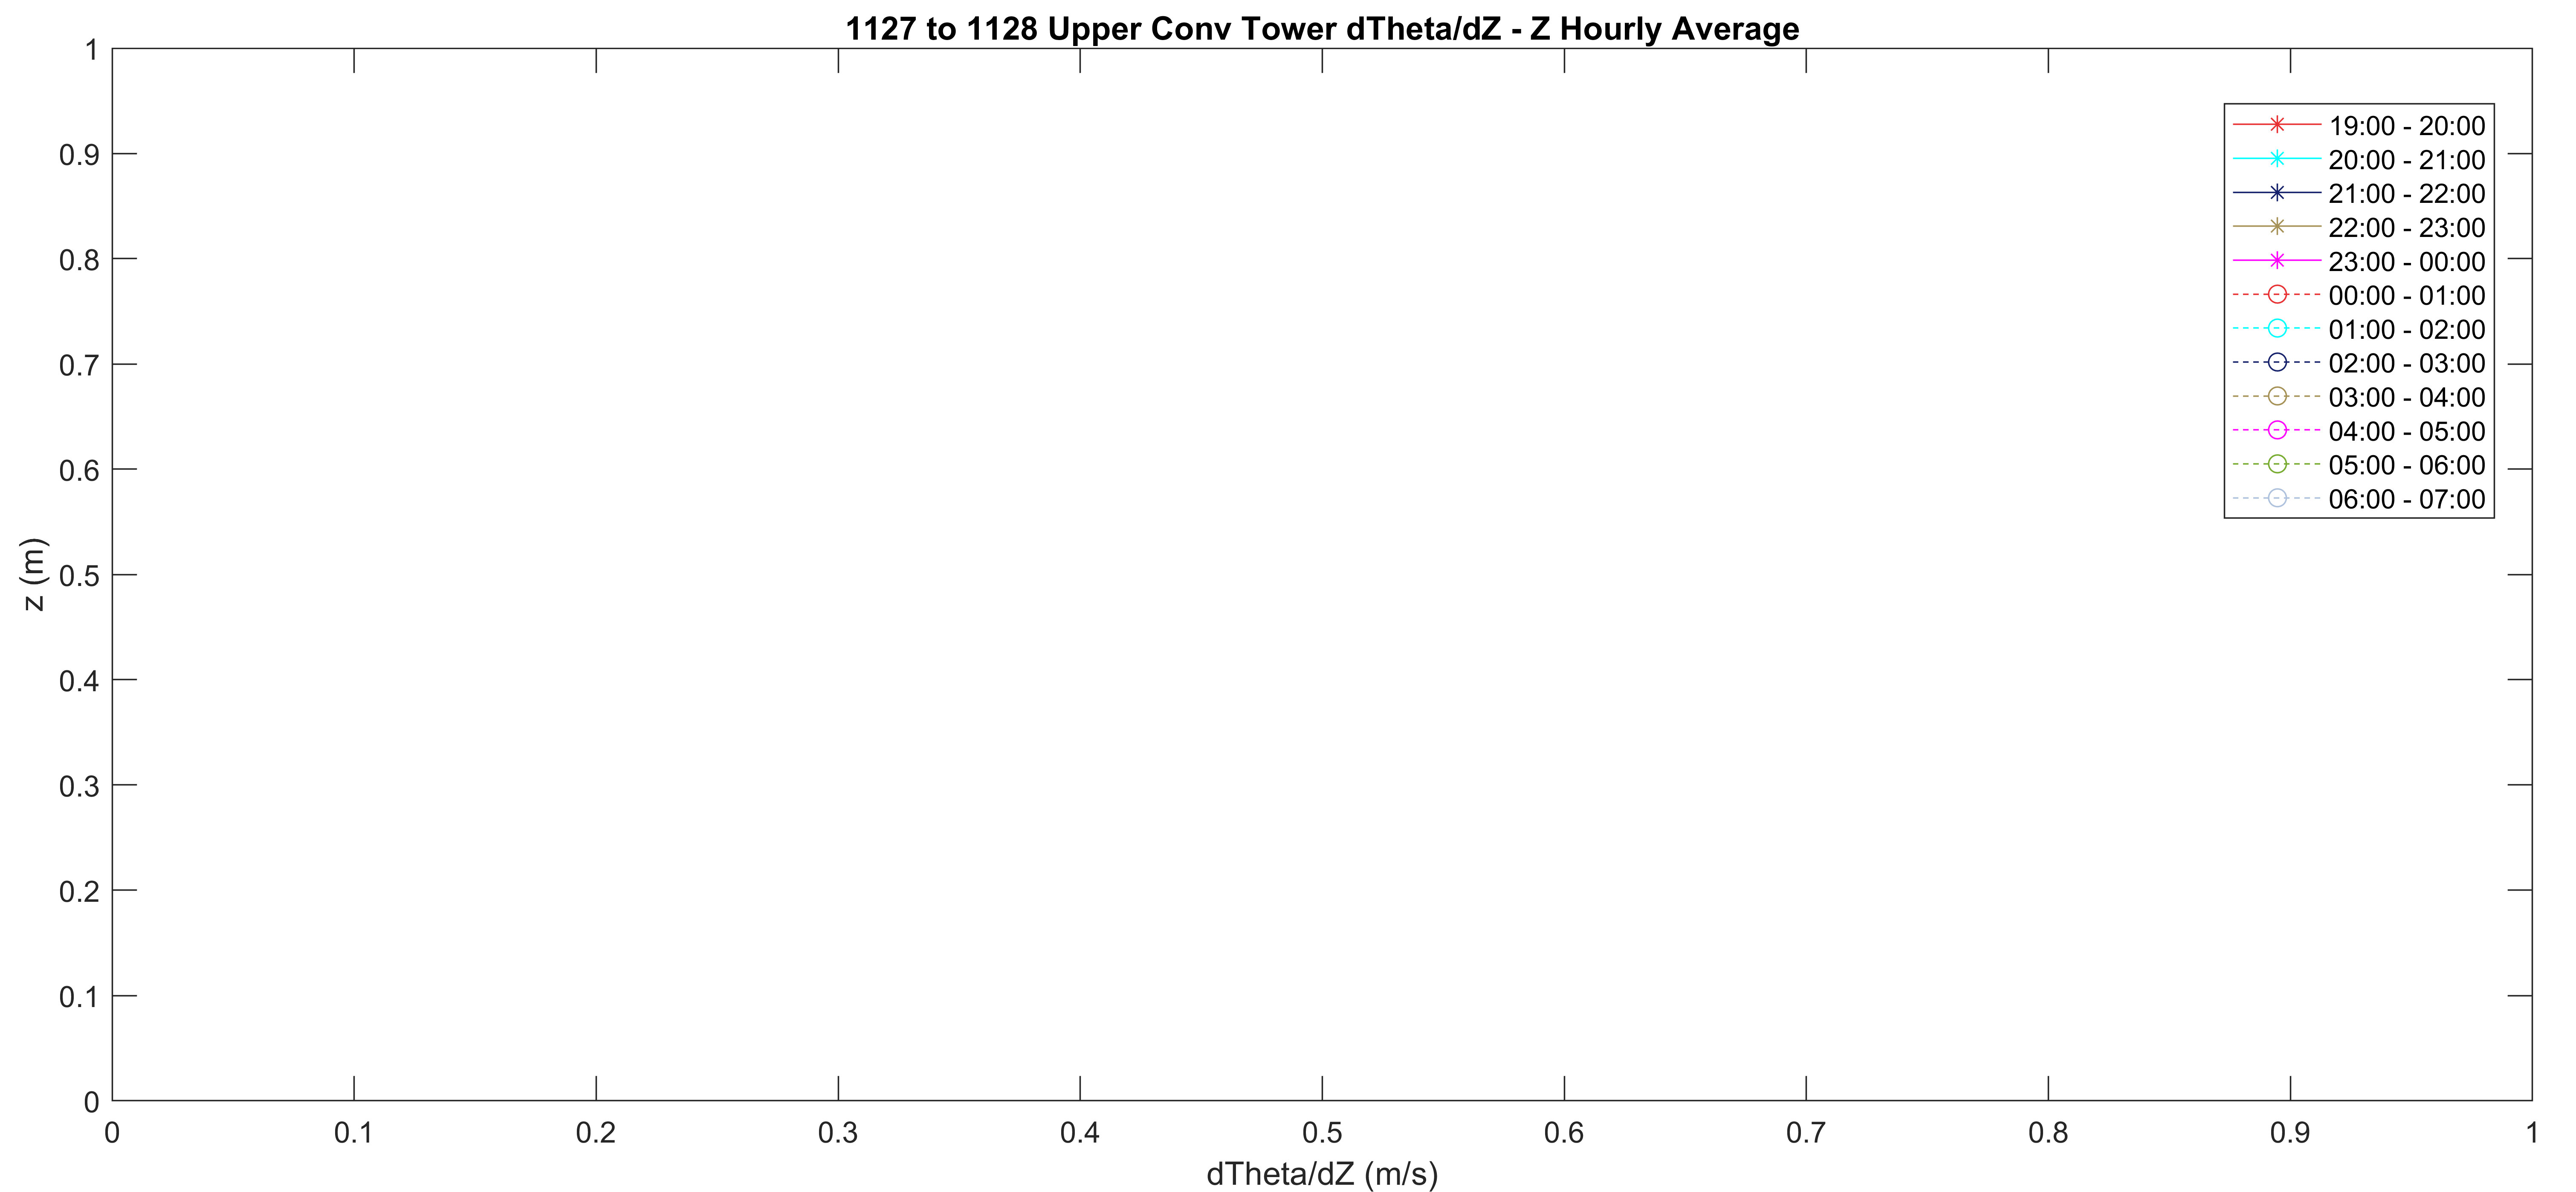 1127 to 1128 Upper Conv Tower dTheta/dZ - Z Hourly Average
1
0.9
0.8
0.7
0.6
0.5
0.4
0.3
0.2
0.1
0
z (m)
19:00 - 20:00
20:00 - 21:00
21:00 - 22:00
22:00 - 23:00
23:00 - 00:00
00:00 - 01:00
01:00 - 02:00
02:00 - 03:00
03:00 - 04:00
04:00 - 05:00
05:00 - 06:00
06:00 - 07:00
0 0.1 0.2 0.3 0.4 0.5 0.6 0.7 0.8 0.9 1
dTheta/dZ (m/s)